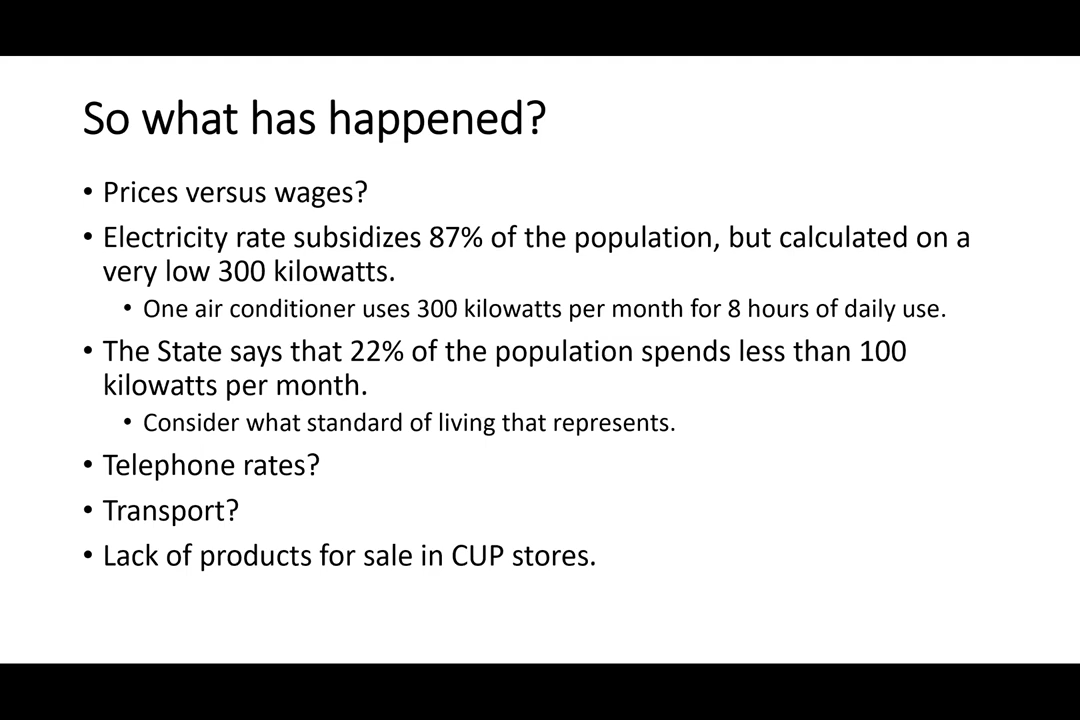 So what has happened?
• Prices versus wages?
• Electricity rate subsidizes 87% of the population, but calculated on a
very low 300 kilowatts.
• One air conditioner uses 300 kilowatts per month for 8 hours of daily use.
• The State says that 22% of the population spends less than 100
kilowatts per month.
• Consider what standard of living that represents.
• Telephone rates?
• Transport?
• Lack of products for sale in CUP stores.